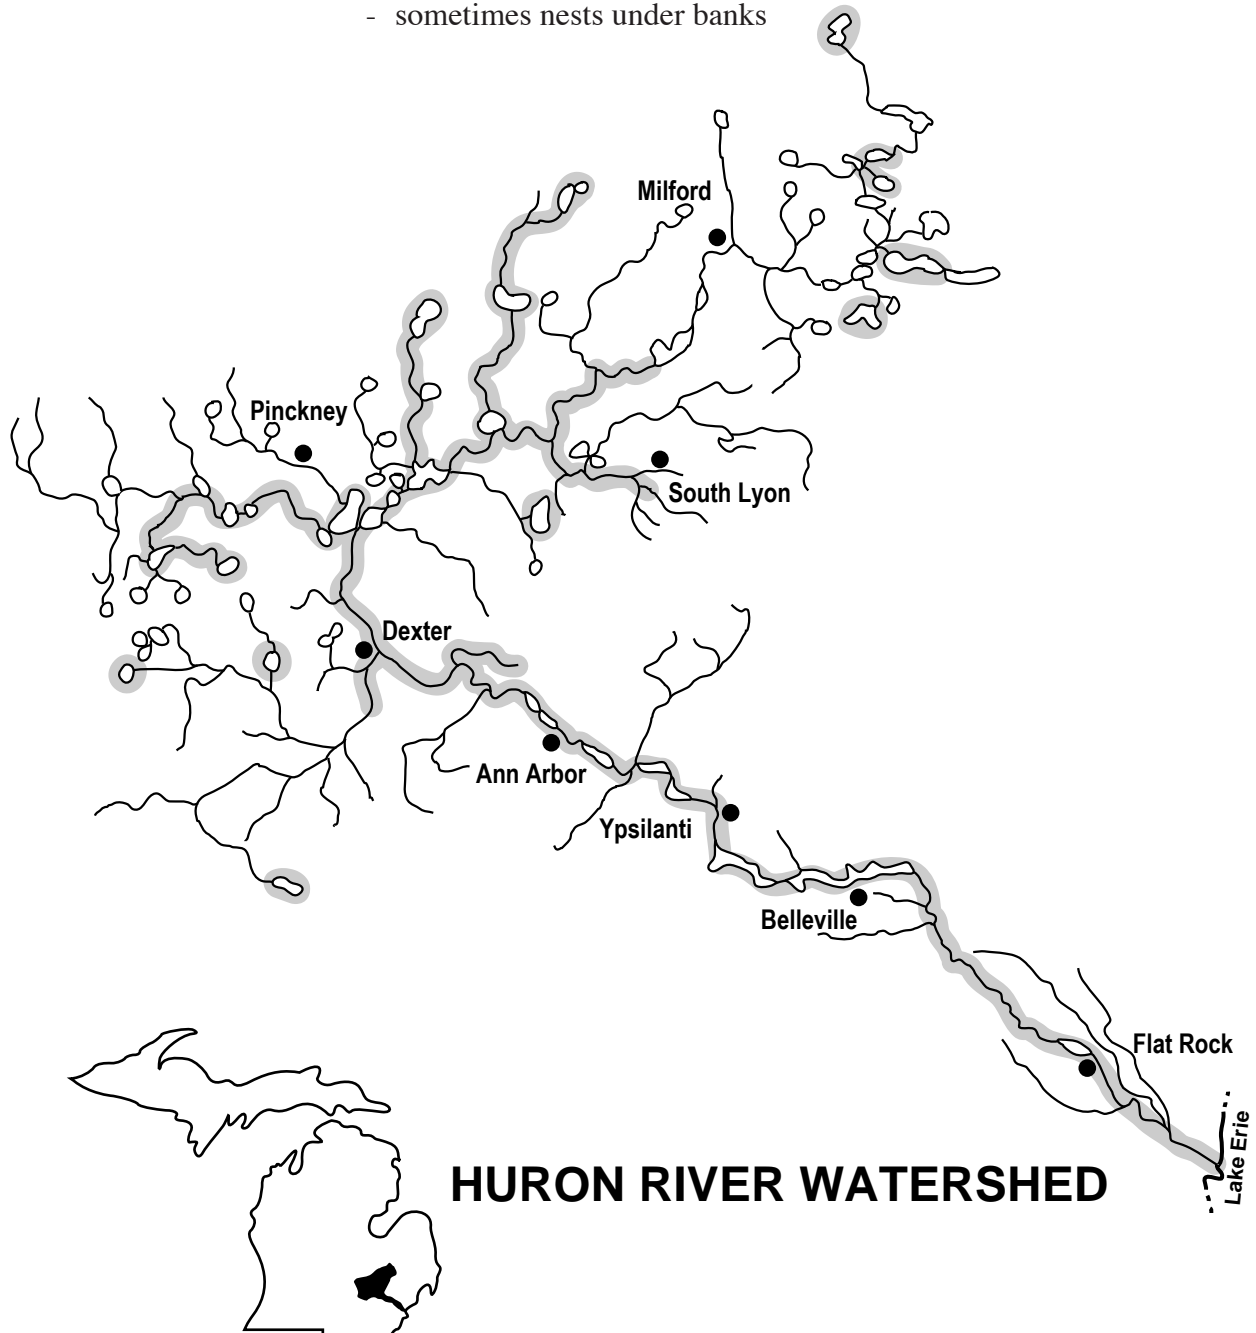 - sometimes nests under banks
Milford
Pinckney
South Lyon
Dexter
Ann Arbor
Ypsilanti
Belleville
Flat Rock
Lake Erie
HURON RIVER WATERSHED